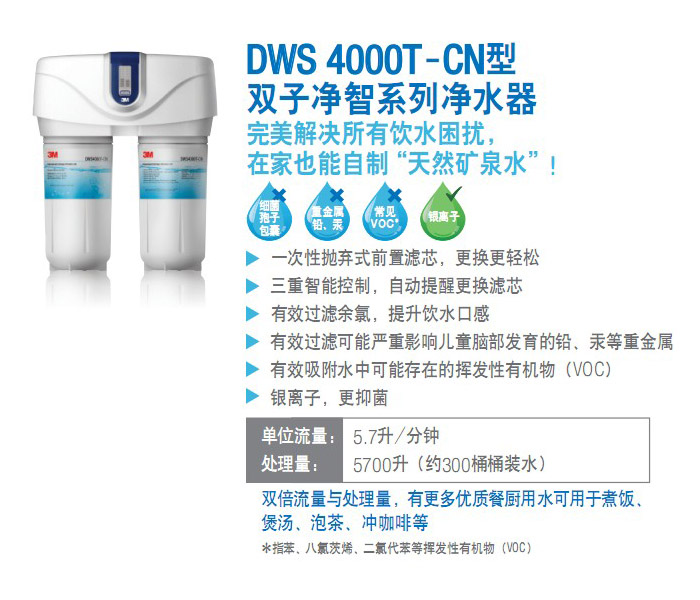 DWS 4000T-CN型
双子净智系列净水器
完美解决所有饮水困扰，
在家也能自制“天然矿泉水”！
细菌
孢子
包囊
重金属
铅、汞
常见
VOC*
银离子
一次性抛弃式前置滤芯，更换更轻松
三重智能控制，自动提醒更换滤芯
有效过滤余氯，提升饮水口感
有效过滤可能严重影响儿童脑部发育的铅、汞等重金属
有效吸附水中可能存在的挥发性有机物（VOC）
银离子，更抑菌
单位流量： 5.7升/分钟
处理量： 5700升（约300桶桶装水）
双倍流量与处理量，有更多优质餐厨用水可用于煮饭、
煲汤、泡茶、冲咖啡等
*指苯、八氯茨烯、二氯代苯等挥发性有机物（VOC）
3M
3M
DWS4000T-CN
3M
DWS4000T-CN